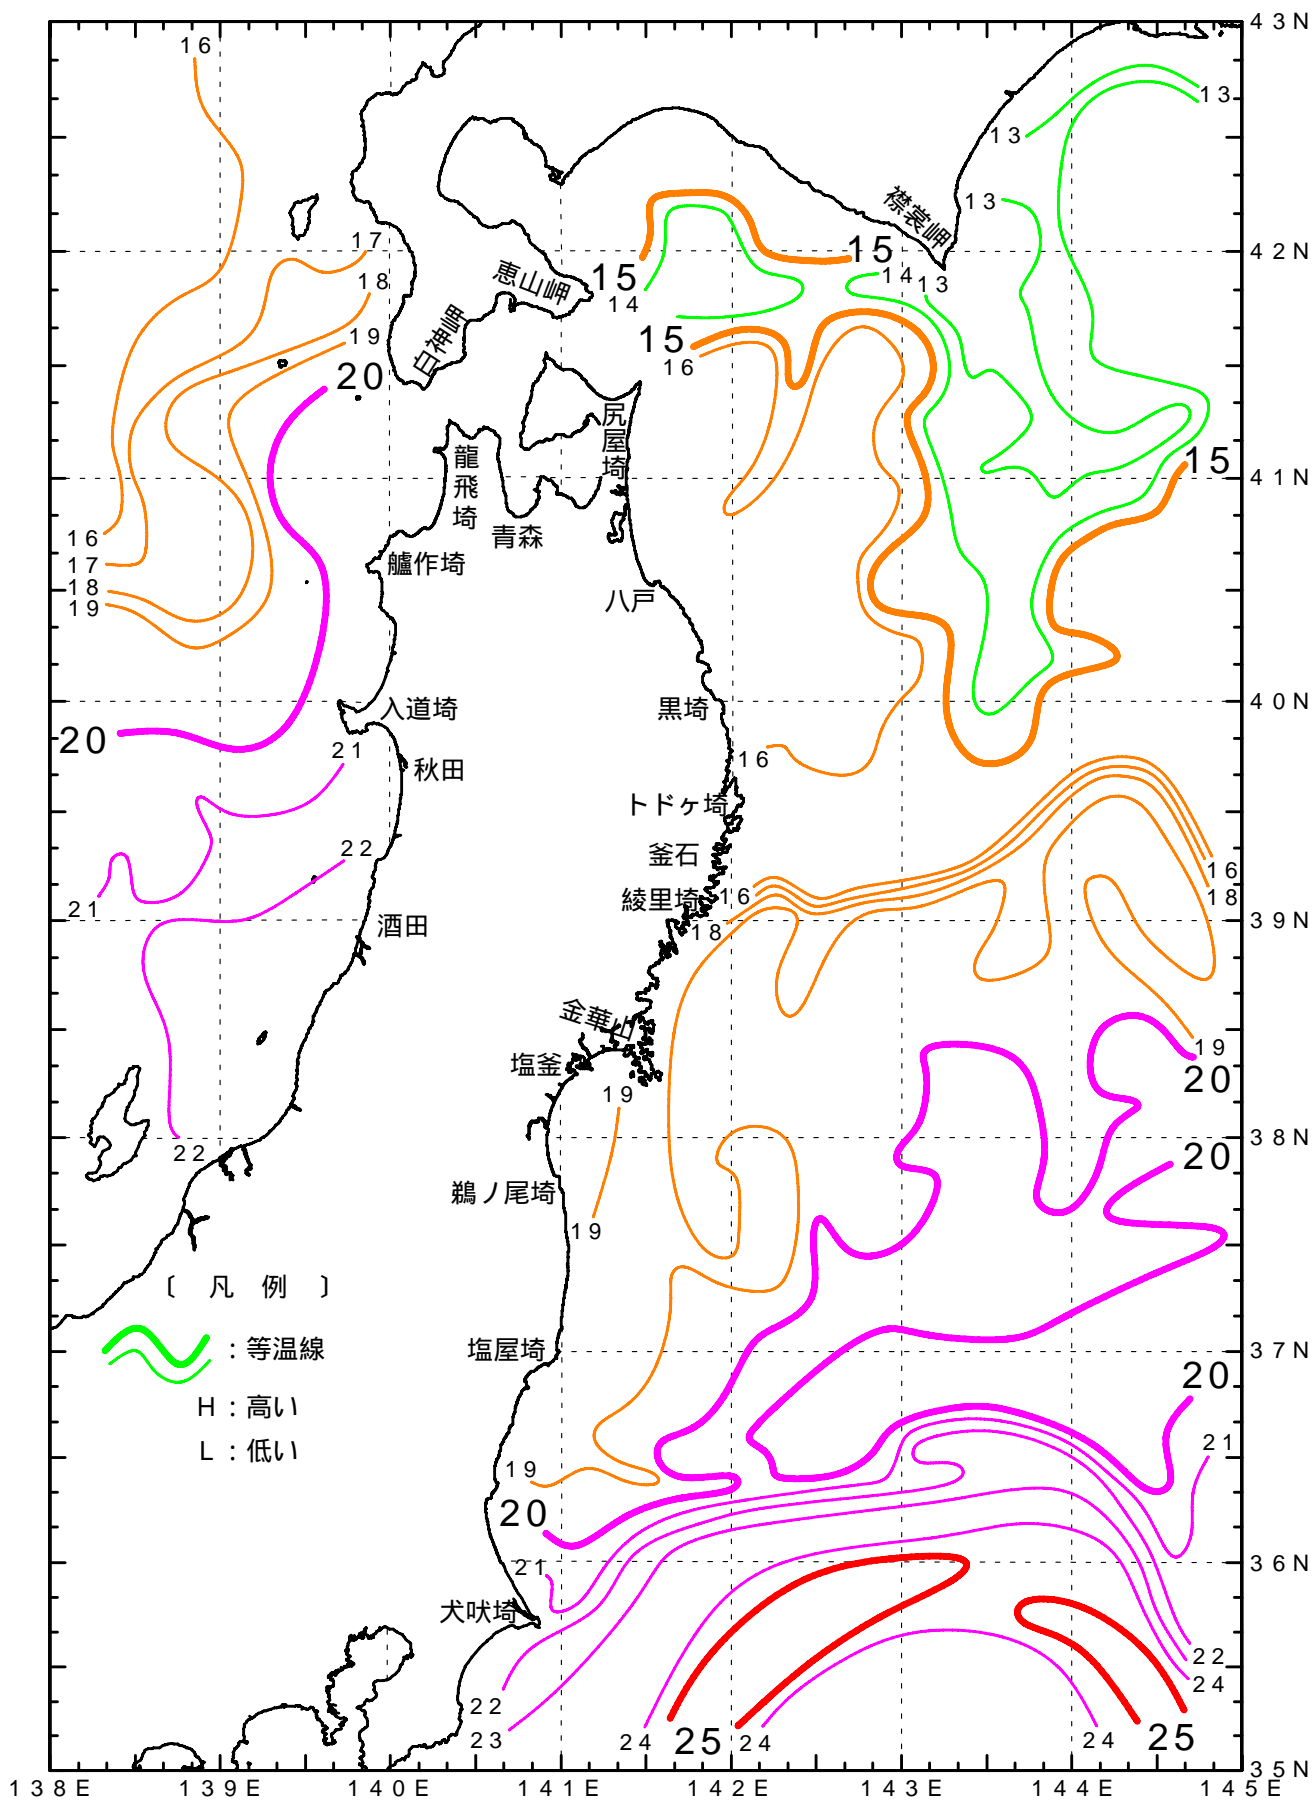 43N
16
13
13
襟裳岬
13
17
15
42N
恵山岬
15
14
18
14
13
白神岬
19
15
16
20
尻屋埼
龍飛埼
15
41N
16
青森
17
艫作埼
18
八戸
19
入道埼
黒埼
40N
20
21
16
秋田
トドヶ埼
22
釜石
16
綾里埼
16
18
21
18
酒田
39N
金華山
19
塩釜
20
19
38N
22
20
鵜ノ尾埼
19
〔 凡 例 〕
：等温線
塩屋埼
37N
20
H：高い
L：低い
21
19
20
21
36N
犬吠埼
22
24
22
23
24
25
24
24
25
35N
138E
139E
140E
141E
142E
143E
144E
145E